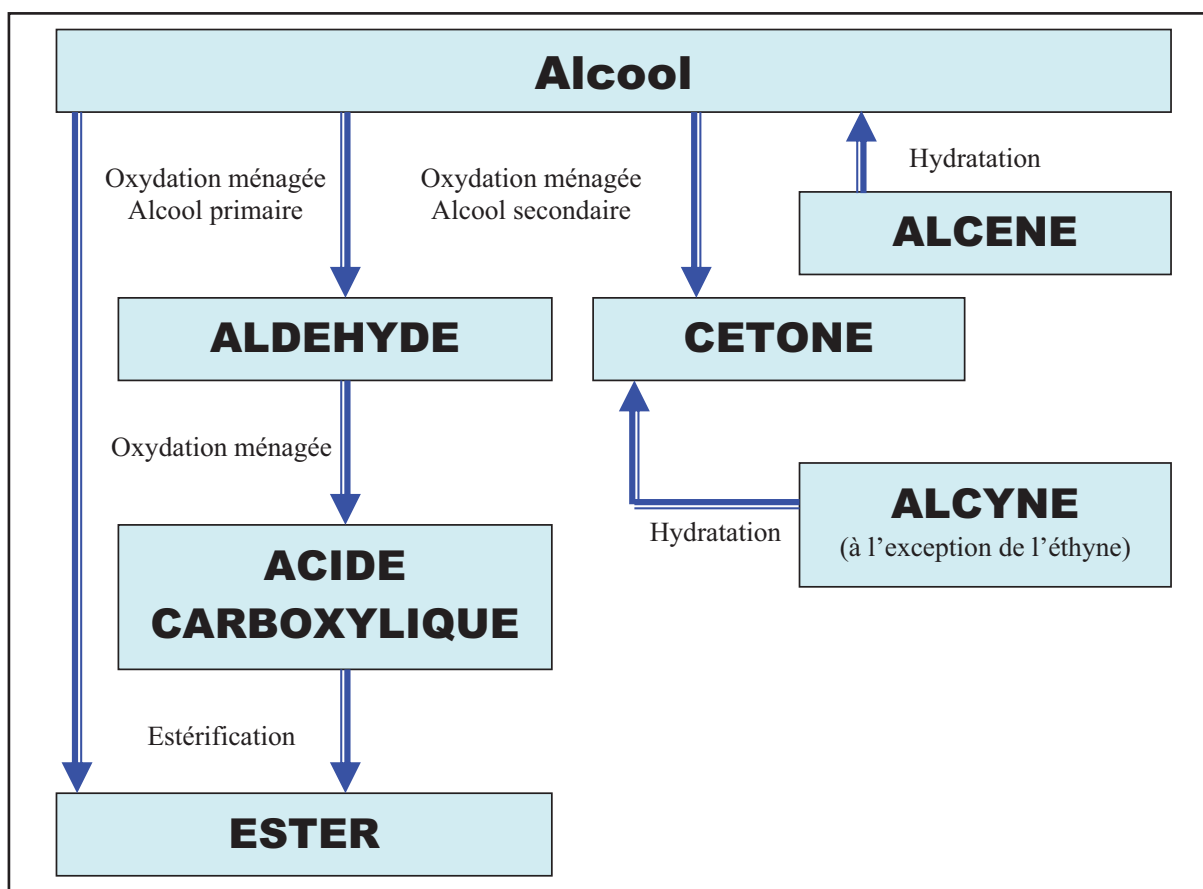 Alcool
Oxydation ménagée
Alcool primaire
Oxydation ménagée
Alcool secondaire
Hydratation
ALCENE
ALDEHYDE
CETONE
Oxydation ménagée
ALCYNE
(à l’exception de l’éthyne)
Hydratation
ACIDE
CARBOXYLIQUE
Estérification
ESTER